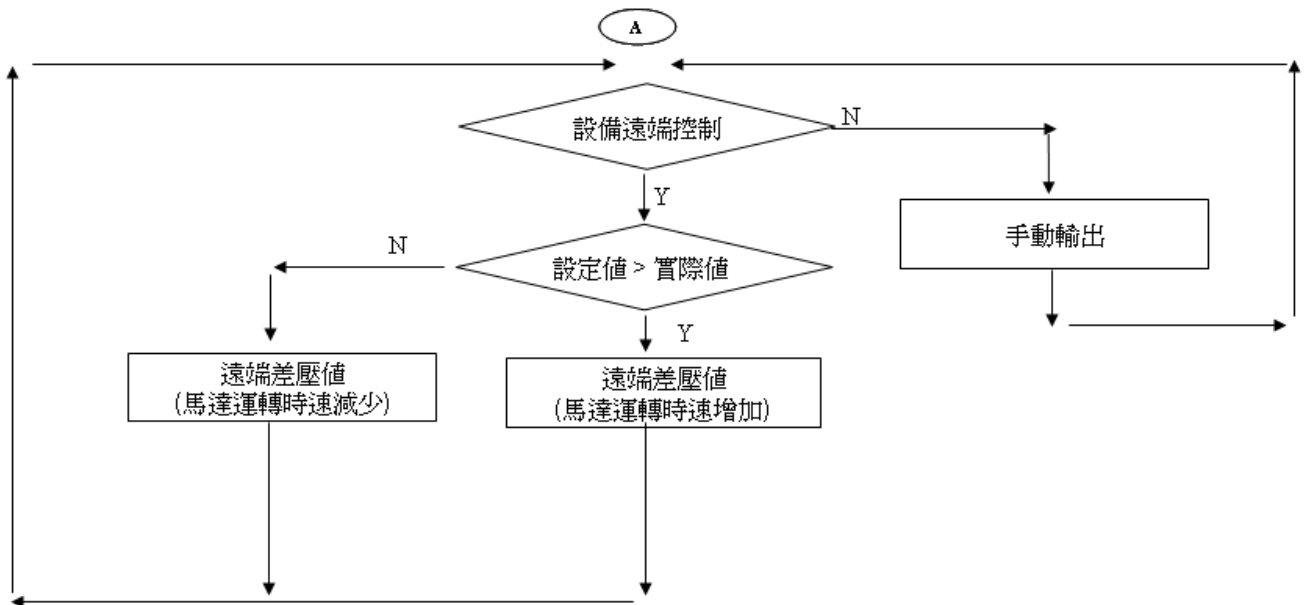 A
設備遠端控制
N
Y
手動輸出
N
設定值 > 實際值
Y
遠端差壓值
(馬達運轉時速減少)
遠端差壓值
(馬達運轉時速增加)